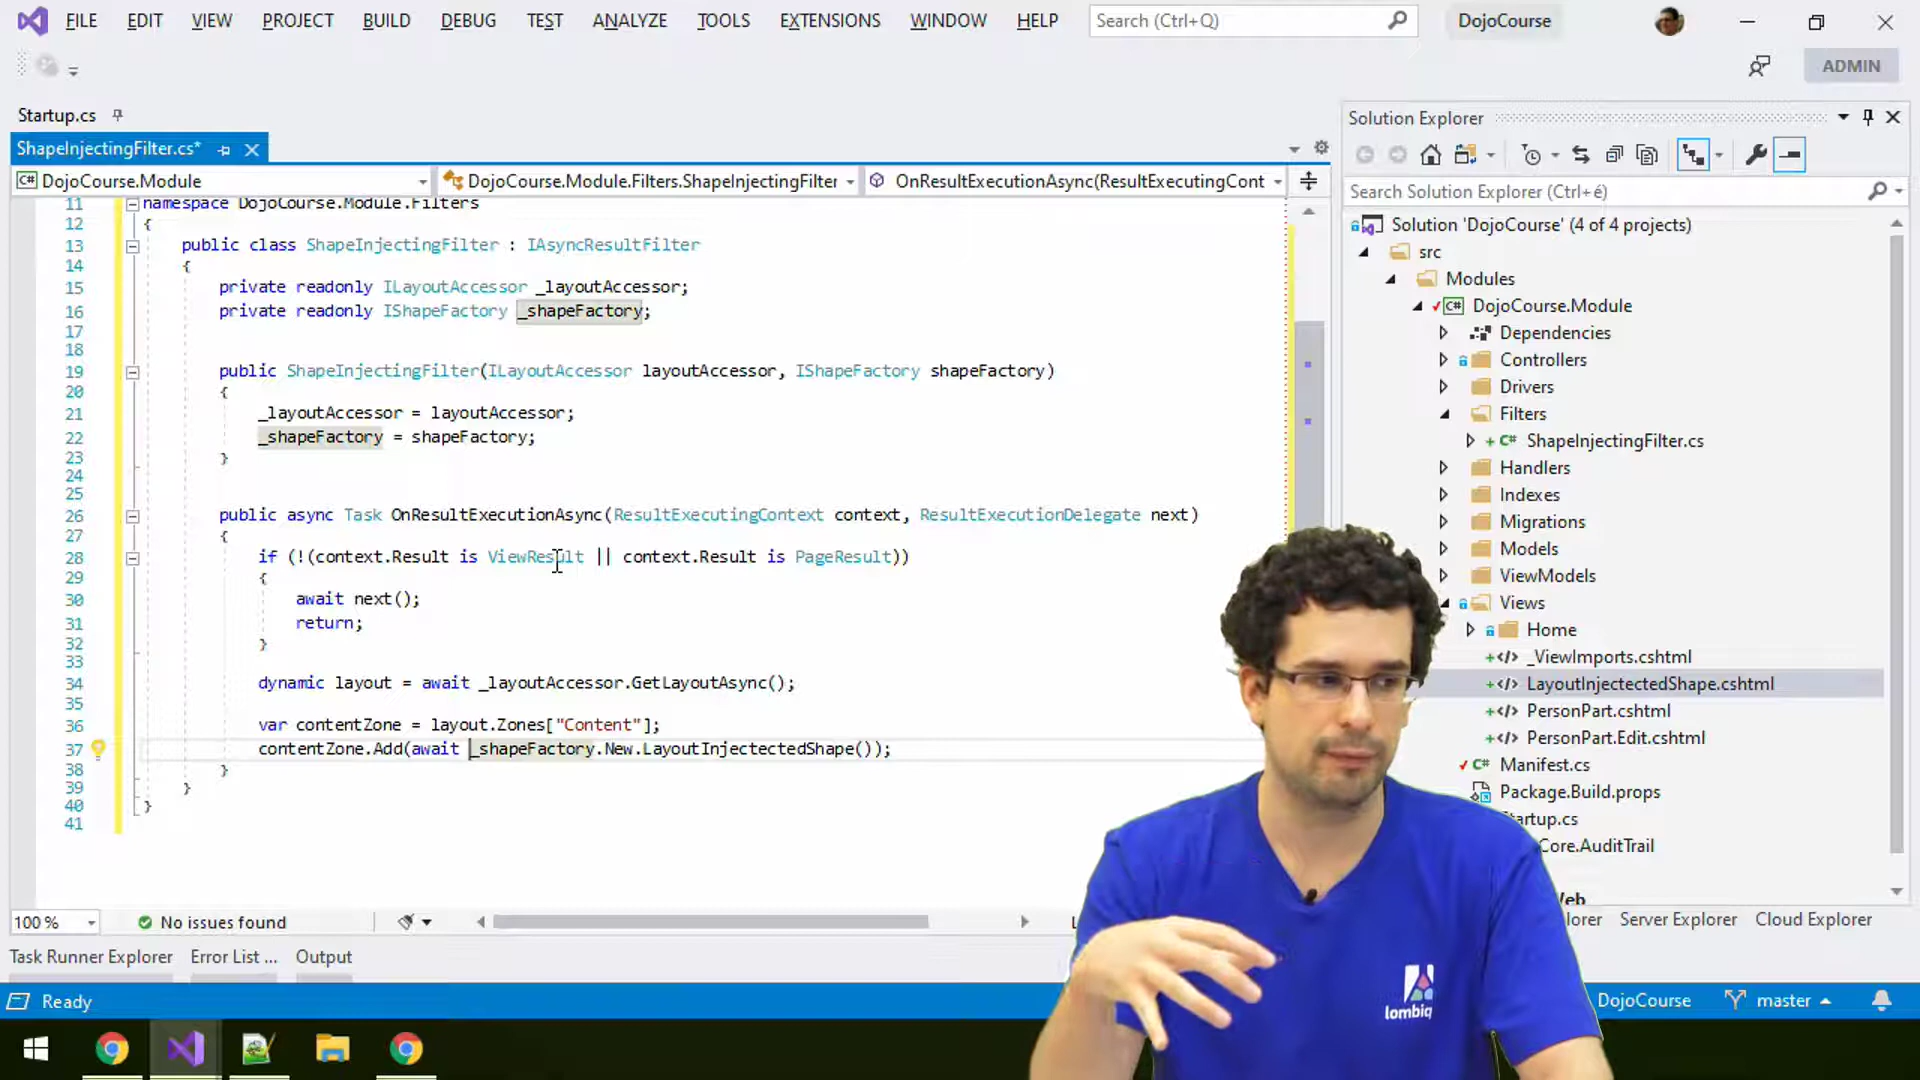 FILE EDIT VIEW PROJECT BUILD DEBUG TEST ANALYZE TOOLS EXTENSIONS WINDOW HELP Search (Ctrl+Q) DojoCourse
ADMIN
Startup.cs
ShapeInjectingFilter.cs*
DojoCourse.Module DojoCourse.Module.Filters.ShapeInjectingFilter OnResultExecutionAsync(ResultExecutingCont
11 namespace DojoCourse.Module.Filters
12 {
13 public class ShapeInjectingFilter : IAsyncResultFilter
14 {
15 private readonly ILayoutAccessor _layoutAccessor;
16 private readonly IShapeFactory _shapeFactory;
17
18
19 public ShapeInjectingFilter(ILayoutAccessor layoutAccessor, IShapeFactory shapeFactory)
20 {
21 _layoutAccessor = layoutAccessor;
22 _shapeFactory = shapeFactory;
23 }
24
25
26 public async Task OnResultExecutionAsync(ResultExecutingContext context, ResultExecutionDelegate next)
27 {
28 if (!(context.Result is ViewResult || context.Result is PageResult))
29 {
30 await next();
31 return;
32 }
33
34 dynamic layout = await _layoutAccessor.GetLayoutAsync();
35
36 var contentZone = layout.Zones["Content"];
37 contentZone.Add(await _shapeFactory.New.LayoutInjectectedShape());
38 }
39 }
40 }
41
100 % No issues found
Task Runner Explorer Error List ... Output
Ready
Solution Explorer
Search Solution Explorer (Ctrl+é)
Solution 'DojoCourse' (4 of 4 projects)
src
Modules
DojoCourse.Module
Dependencies
Controllers
Drivers
Filters
ShapeInjectingFilter.cs
Handlers
Indexes
Migrations
Models
ViewModels
Views
Home
_ViewImports.cshtml
LayoutInjectectedShape.cshtml
PersonPart.cshtml
PersonPart.Edit.cshtml
Manifest.cs
Package.Build.props
tartup.cs
Core.AuditTrail
Web
plorer Server Explorer Cloud Explorer
DojoCourse master
lombiq